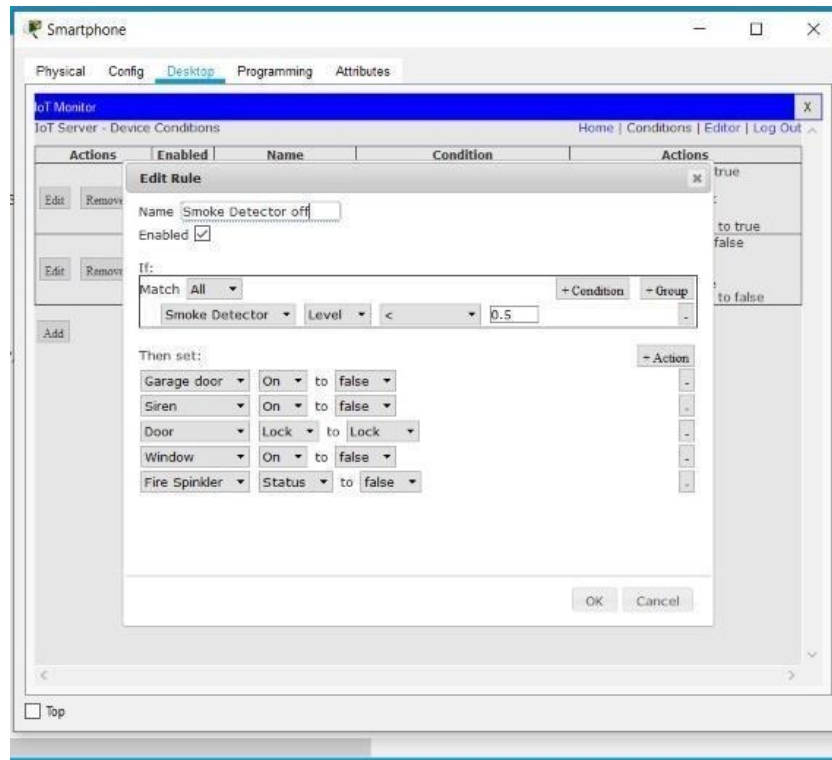 Smartphone
Physical Config Desktop Programming Attributes
IoT Monitor X
IoT Server - Device Conditions Home | Conditions | Editor | Log Out
Actions Enabled Name Condition Actions
Edit Rule
true
Edit Remove
Name Smoke Detector off
to true
Enabled
false
Edit Remove
If:
to false
Match All + Condition + Group
Smoke Detector Level < 0.5 -
Add
Then set: + Action
Garage door On to false -
Siren On to false -
Door Lock to Lock -
Window On to false -
Fire Spinkler Status to false -
OK Cancel
Top